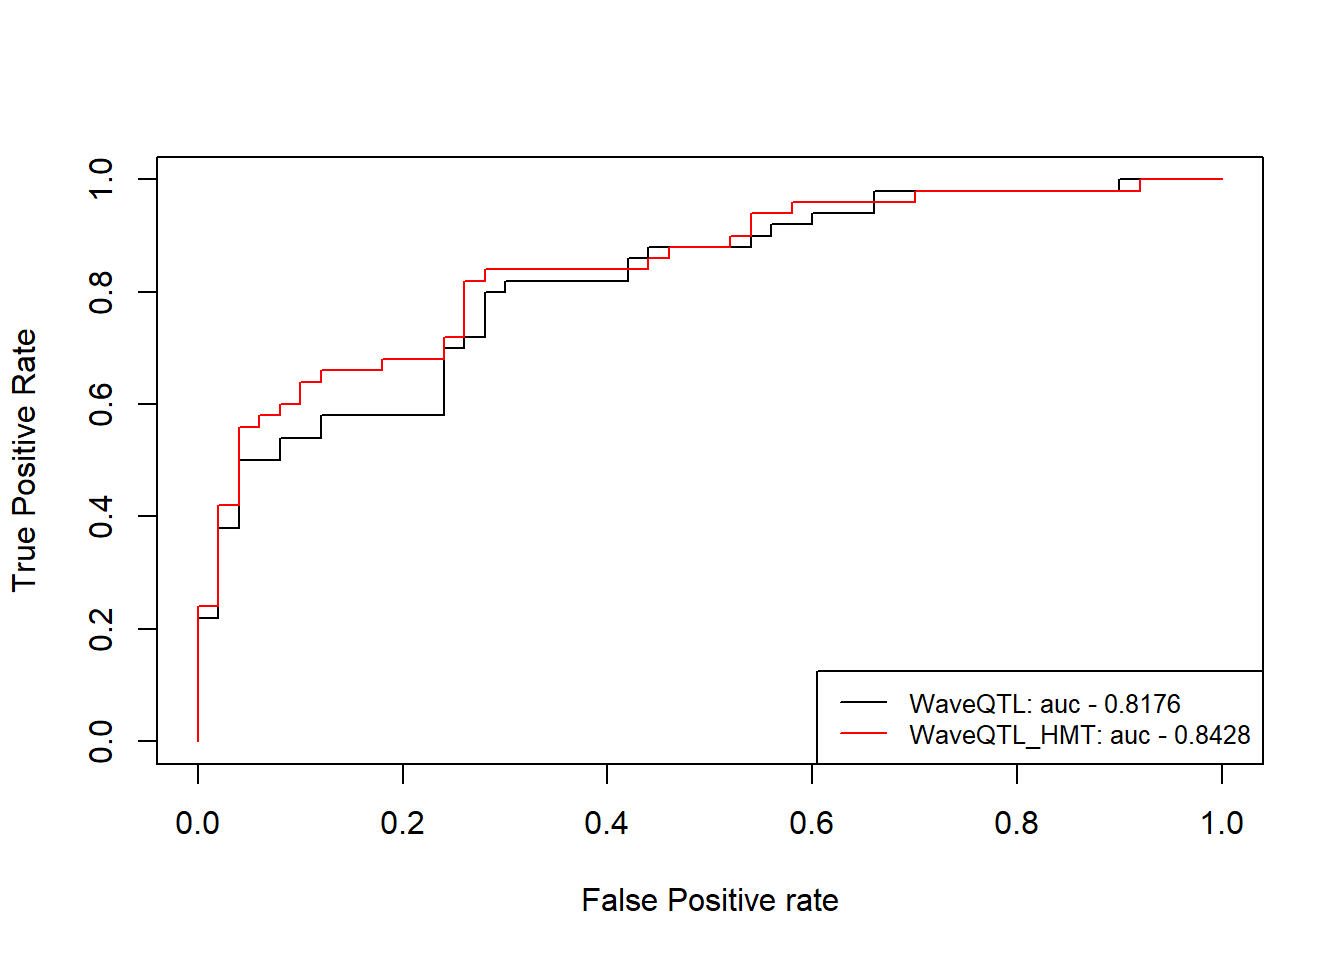 True Positive Rate
1.0
0.8
0.6
0.4
0.2
0.0
WaveQTL: auc - 0.8176
WaveQTL_HMT: auc - 0.8428
0.0 0.2 0.4 0.6 0.8 1.0
False Positive rate